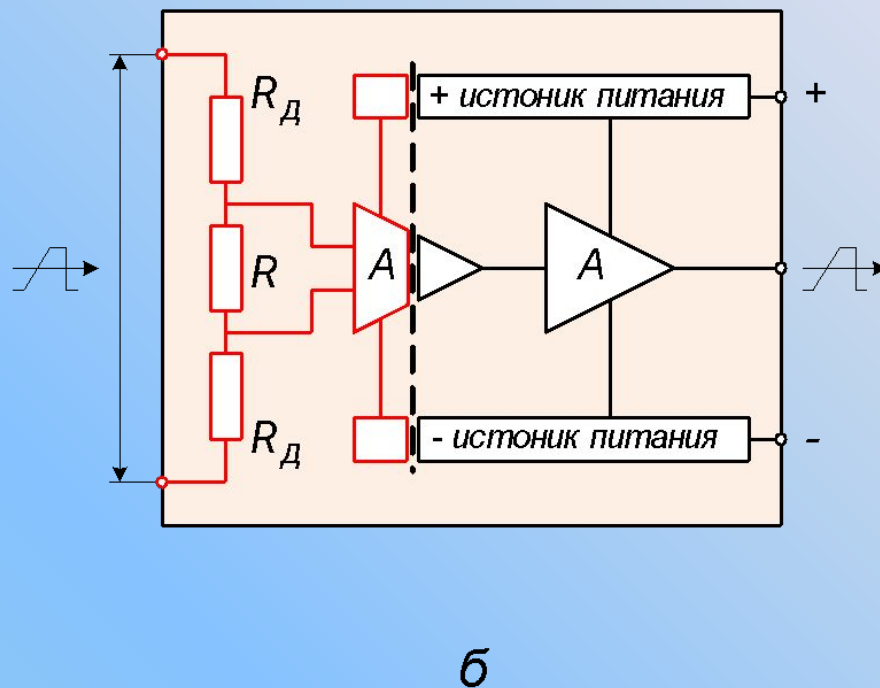 R д
+ истоник питания
+
R
A
A
R д
- истоник питания
-
б